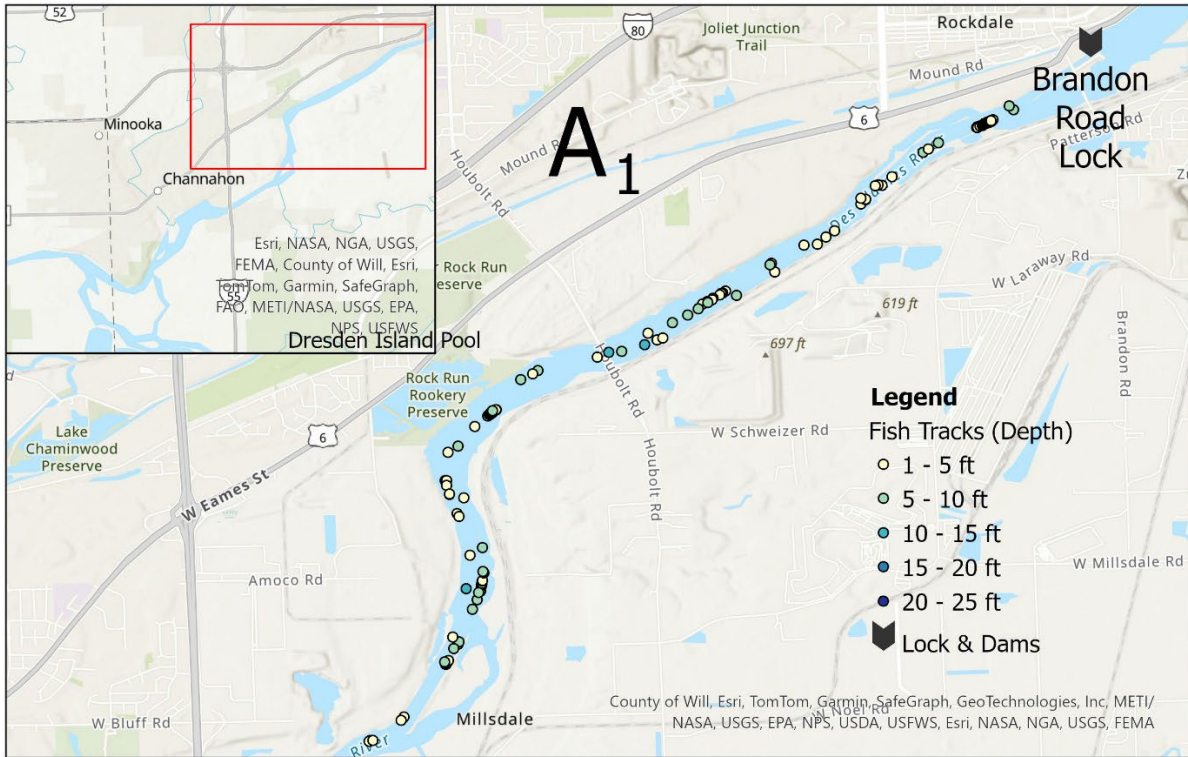 52
Minooka
Channahon
55
Esri, NASA, NGA, USGS,
FEMA, County of Will, Esri,
TomTom, Garmin, SafeGraph,
FAO, METI/NASA, USGS, EPA,
NPS, USFWS
Dresden Island Pool
80
Joliet Junction
Trail
Rockdale
Mound Rd
6
Brandon
Road
Lock
Patterson Rd
A1
Mound
Houbolt Rd
Des
W Laraway Rd
Rock Run
619 ft
697 ft
Brandon Rd
Houbolt Rd
Rock Run
Rookery
Preserve
Lake
Chaminwood
Preserve
6
W Eames St
W Schweizer Rd
Houbolt Rd
Legend
Fish Tracks (Depth)
1 - 5 ft
5 - 10 ft
10 - 15 ft
15 - 20 ft
20 - 25 ft
Lock & Dams
Amoco Rd
W Millsdale Rd
W Bluff Rd
Millsdale
W Noel Rd
River
County of Will, Esri, TomTom, Garmin, SafeGraph, GeoTechnologies, Inc, METI/
NASA, USGS, EPA, NPS, USDA, USFWS, Esri, NASA, NGA, USGS, FEMA